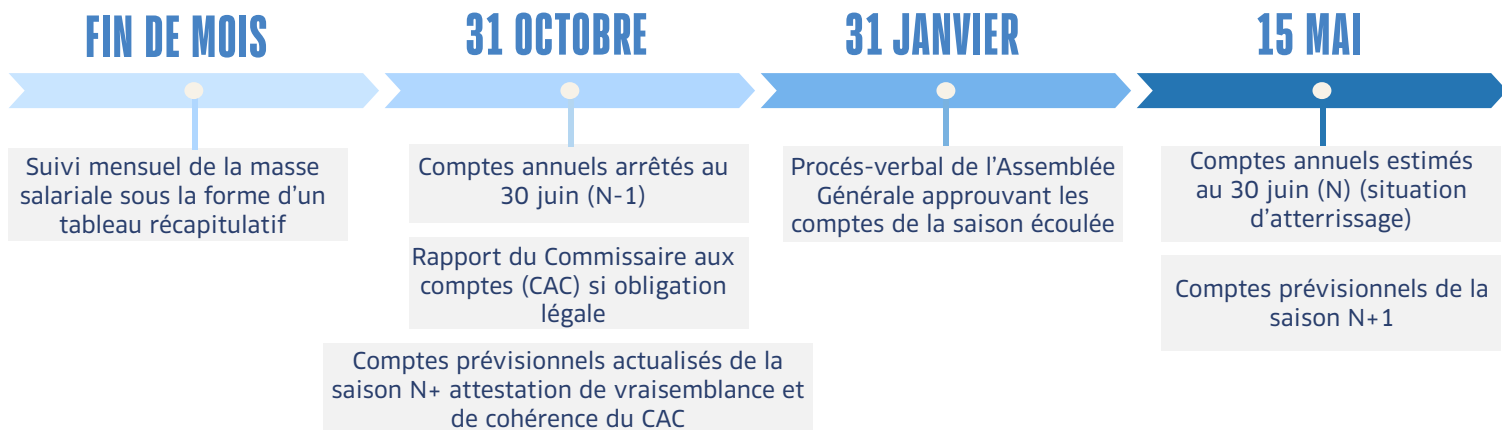 FIN DE MOIS
Suivi mensuel de la masse
salariale sous la forme d'un
tableau récapitulatif
31 OCTOBRE
Comptes annuels arrêtés au
30 juin (N-1)
Rapport du Commissaire aux
comptes (CAC) si obligation
légale
Comptes prévisionnels actualisés de la
saison N+ attestation de vraisemblance et
de cohérence du CAC
31 JANVIER
Procés-verbal de l'Assemblée
Générale approuvant les
comptes de la saison écoulée
15 MAI
Comptes annuels estimés
au 30 juin (N) (situation
d'atterrissage)
Comptes prévisionnels de la
saison N+1